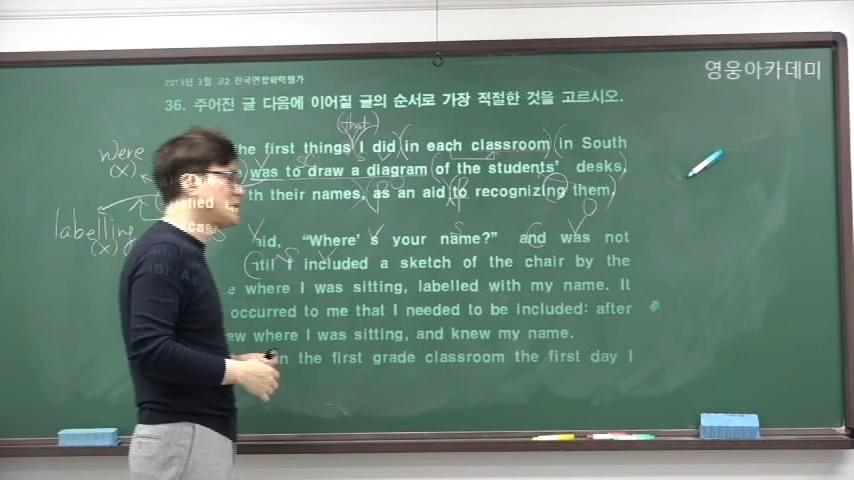 영웅아카데미
2019년 3월 고2 전국연합학력평가
36. 주어진 글 다음에 이어질 글의 순서로 가장 적절한 것을 고르시오.
(that)
he first things I did in each classroom in South
were (x)
was to draw a diagram of the students' desks,
th their names, as an aid to recognizing them,
labelling (x)
aid, "Where's your name?" and was not
til I included a sketch of the chair by the
where I was sitting, labelled with my name. It
occurred to me that I needed to be included: after
ew where I was sitting, and knew my name.
n the first grade classroom the first day I